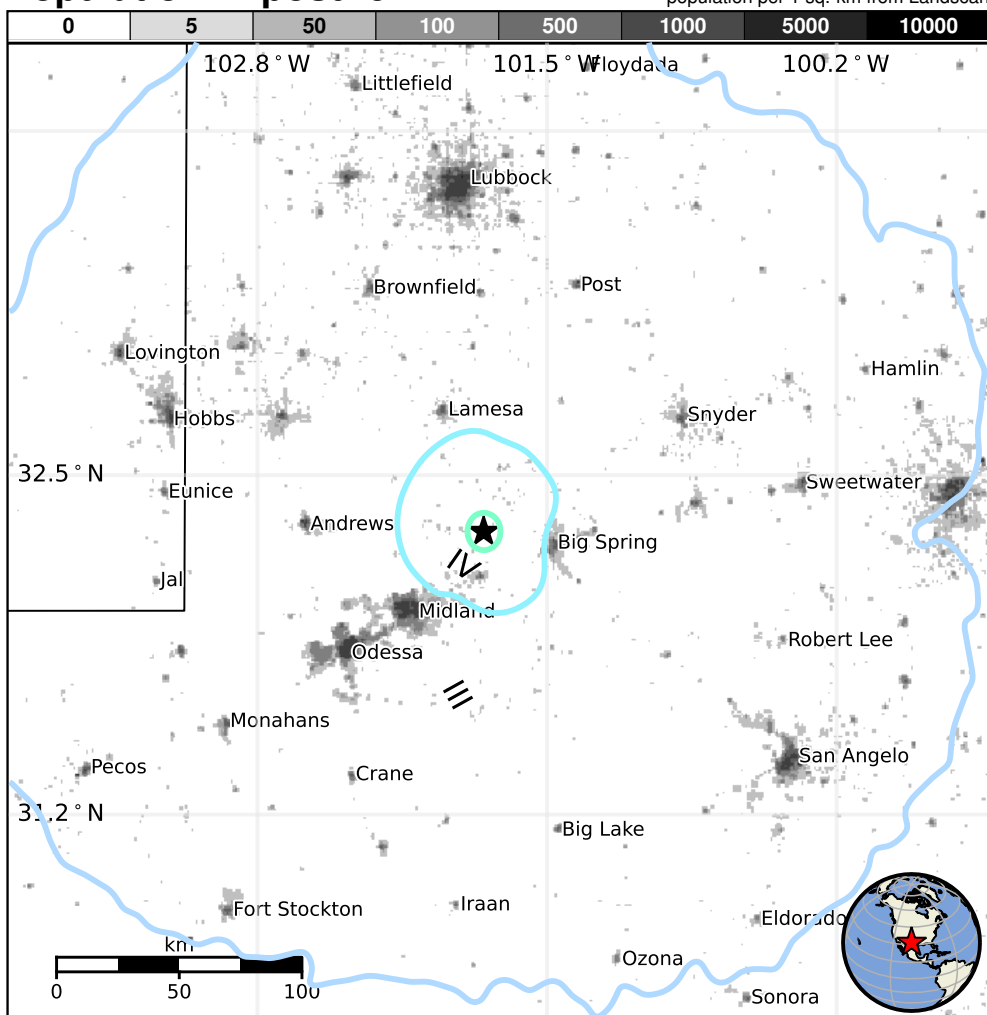 population per 1 sq. km from Landscan
0 5 50 100 500 1000 5000 10000
102.8°W 101.5°W 100.2°W
Floydada
Littlefield
Lubbock
Brownfield
Post
Lovington
Hamlin
Lamesa
Hobbs
Snyder
32.5°N
Eunice
Sweetwater
Andrews
Big Spring
IV
Jal
Midland
Robert Lee
Odessa
III
Monahans
San Angelo
Pecos
Crane
31.2°N
Big Lake
Iraan
Fort Stockton
Eldorado
km
Ozona
0 50 100
Sonora